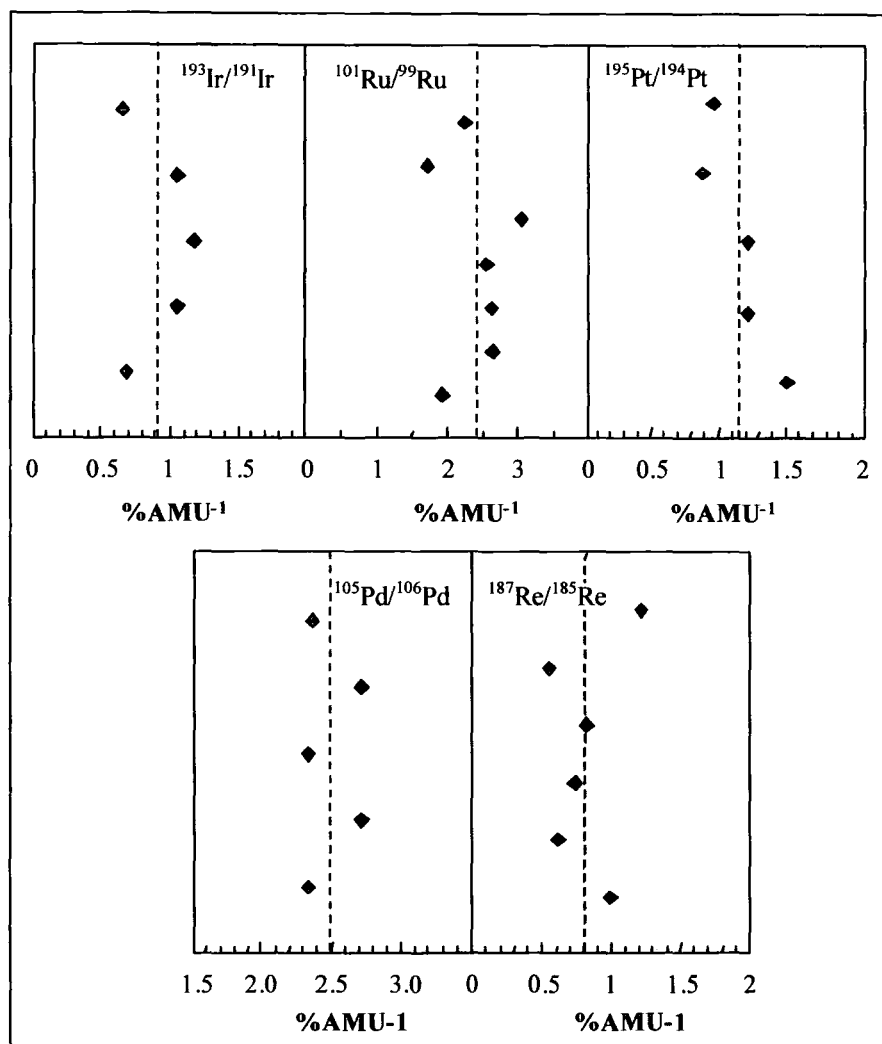 ¹⁹³Ir/¹⁹¹Ir ¹⁰¹Ru/⁹⁹Ru ¹⁹⁵Pt/¹⁹⁴Pt
0 0.5 1 1.5 0 1 2 3 0 0.5 1 1.5 2
%AMU⁻¹ %AMU⁻¹ %AMU⁻¹
¹⁰⁵Pd/¹⁰⁶Pd ¹⁸⁷Re/¹⁸⁵Re
1.5 2.0 2.5 3.0 0 0.5 1 1.5 2
%AMU-1 %AMU-1